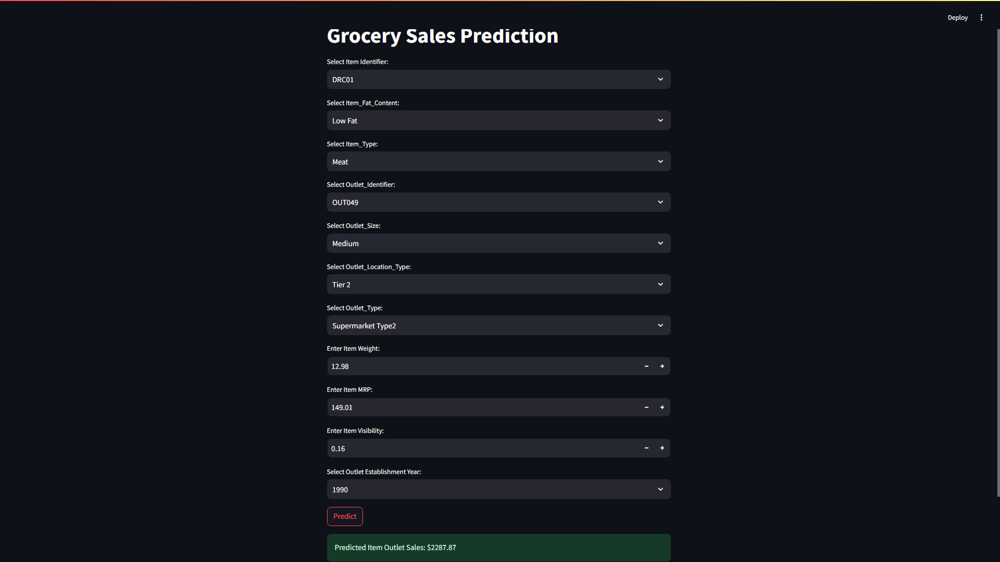 Deploy
Grocery Sales Prediction
Select Item Identifier:
DRC01
Select Item_Fat_Content:
Low Fat
Select Item_Type:
Meat
Select Outlet_Identifier:
OUT049
Select Outlet_Size:
Medium
Select Outlet_Location_Type:
Tier 2
Select Outlet_Type:
Supermarket Type2
Enter Item Weight:
12.98
Enter Item MRP:
149.01
Enter Item Visibility:
0.16
Select Outlet Establishment Year:
1990
Predict
Predicted Item Outlet Sales: $2287.87